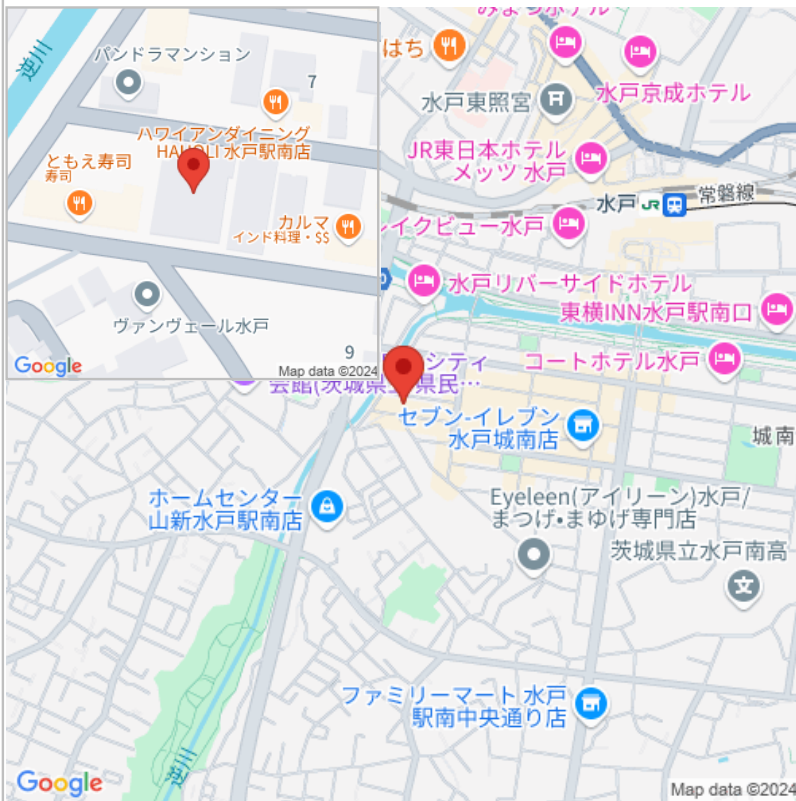 逆川
パンドラマンション
7
ハワイアンダイニング
HAUOLI 水戸駅南店
ともえ寿司
寿司
カルマ
インド料理・$$
ヴァンヴェール水戸
9
Google
Map data ©2024
はち
水戸京成ホテル
水戸東照宮
JR東日本ホテル
メッツ 水戸
水戸
JR
常磐線
レイクビュー水戸
水戸リバーサイドホテル
東横INN水戸駅南口
シティ
会館(茨城県
県民…
コートホテル水戸
セブン-イレブン
水戸城南店
城南
Eyeleen(アイリーン)水戸/
まつげ・まゆげ専門店
ホームセンター
山新水戸駅南店
茨城県立水戸南高
文
ファミリーマート 水戸
駅南中央通り店
逆川
Google
Map data ©2024